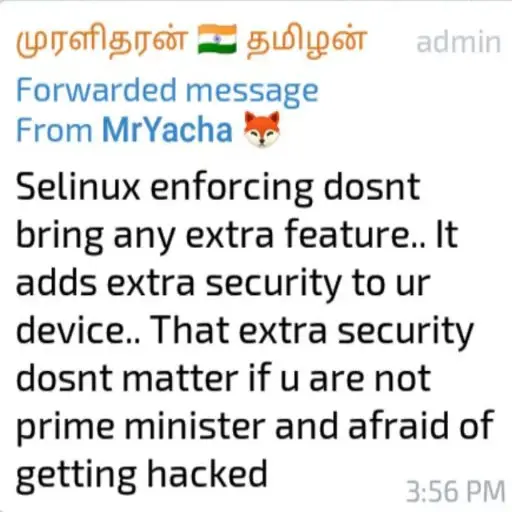 முரளிதரன் 🇮🇳 தமிழன் admin
Forwarded message
From MrYacha 🦊
Selinux enforcing dosnt
bring any extra feature.. It
adds extra security to ur
device.. That extra security
dosnt matter if u are not
prime minister and afraid of
getting hacked
3:56 PM